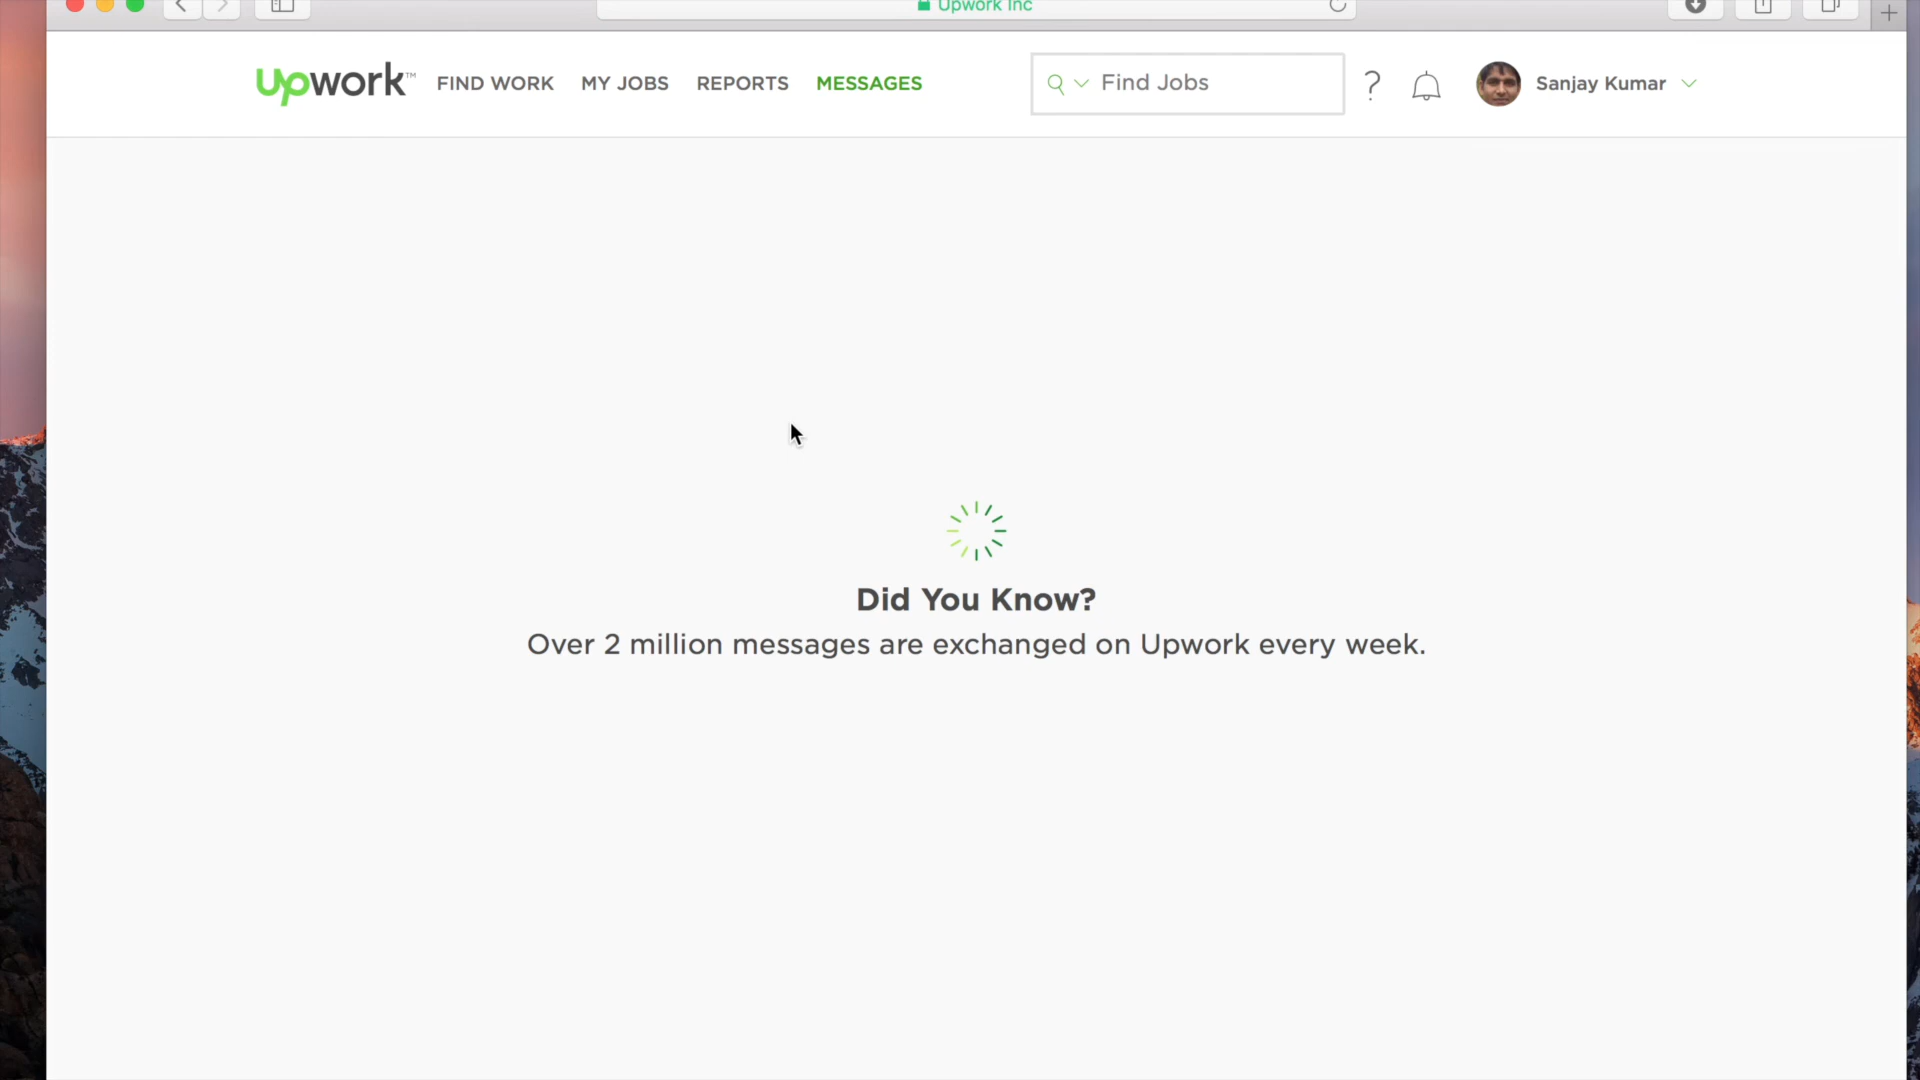 Upwork Inc
upwork™ FIND WORK MY JOBS REPORTS MESSAGES Find Jobs ? Sanjay Kumar
Did You Know?
Over 2 million messages are exchanged on Upwork every week.